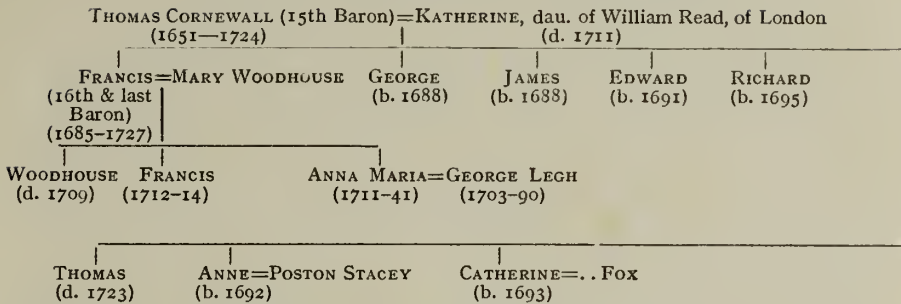 THOMAS CORNEWALL (15th Baron)=KATHERINE, dau. of William Read, of London
(1651—1724) (d. 1711)
FRANCIS=MARY WOODHOUSE GEORGE JAMES EDWARD RICHARD
(16th & last (b. 1688) (b. 1688) (b. 1691) (b. 1695)
Baron)
(1685-1727)
WOODHOUSE FRANCIS ANNA MARIA=GEORGE LEGH
(d. 1709) (1712-14) (1711-41) (1703-90)
THOMAS ANNE=POSTON STACEY CATHERINE=..FOX
(d. 1723) (b. 1692) (b. 1693)